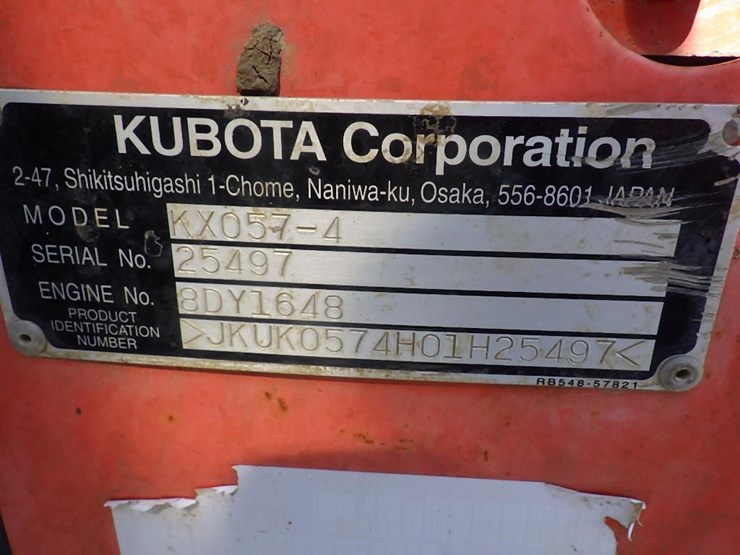 KUBOTA Corporation
2-47, Shikitsuhigashi 1-Chome, Naniwa-ku, Osaka, 556-8601 JAPAN
MODEL KX057-4
SERIAL No. 25497
ENGINE No. 8DY1648
PRODUCT
IDENTIFICATION
NUMBER >JKUK0574H01H25497<
RB548-57821